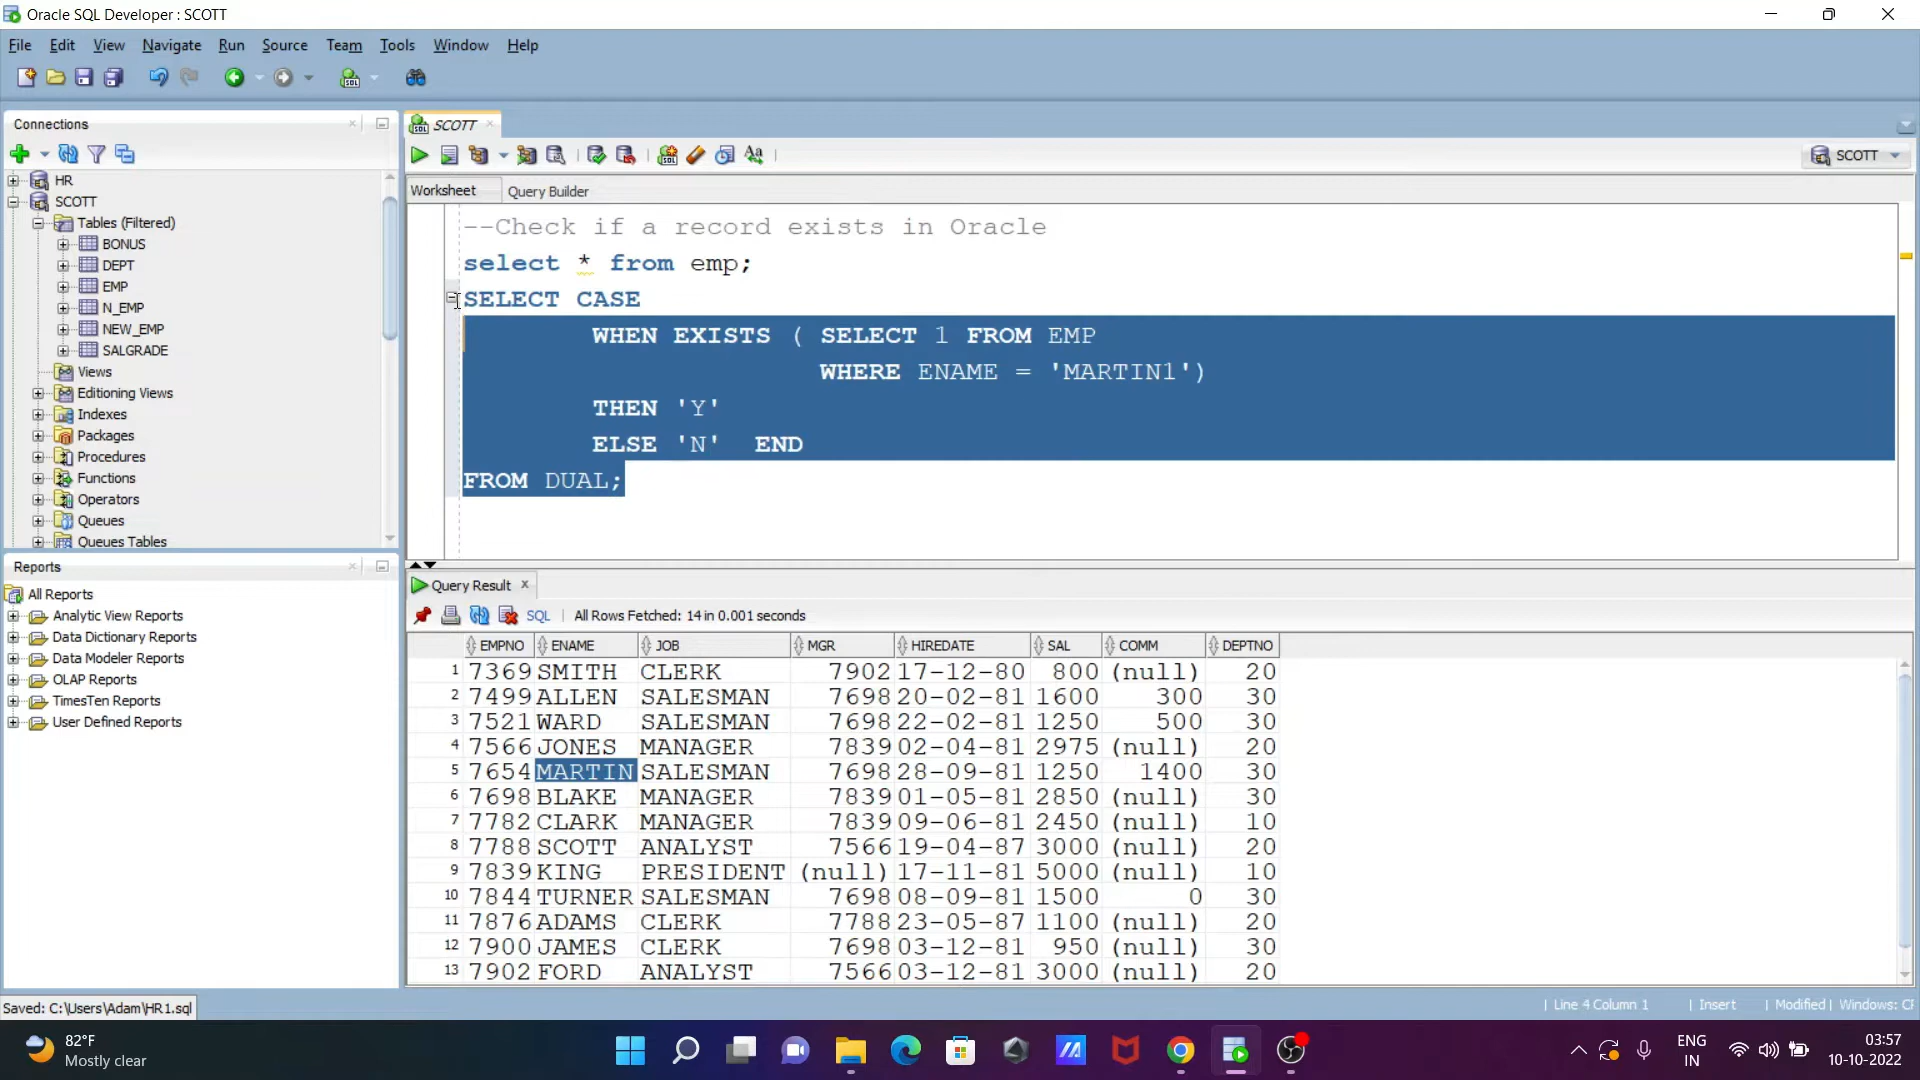 Oracle SQL Developer : SCOTT
File Edit View Navigate Run Source Team Tools Window Help
Connections
HR
SCOTT
Tables (Filtered)
BONUS
DEPT
EMP
N_EMP
NEW_EMP
SALGRADE
Views
Editioning Views
Indexes
Packages
Procedures
Functions
Operators
Queues
Queues Tables
Reports
All Reports
Analytic View Reports
Data Dictionary Reports
Data Modeler Reports
OLAP Reports
TimesTen Reports
User Defined Reports
SCOTT
SCOTT
Worksheet Query Builder
--Check if a record exists in Oracle
select * from emp;
SELECT CASE
WHEN EXISTS ( SELECT 1 FROM EMP
WHERE ENAME = 'MARTIN1')
THEN 'Y'
ELSE 'N' END
FROM DUAL;
Query Result
SQL | All Rows Fetched: 14 in 0.001 seconds
EMPNO ENAME JOB MGR HIREDATE SAL COMM DEPTNO
1 7369 SMITH CLERK 7902 17-12-80 800 (null) 20
2 7499 ALLEN SALESMAN 7698 20-02-81 1600 300 30
3 7521 WARD SALESMAN 7698 22-02-81 1250 500 30
4 7566 JONES MANAGER 7839 02-04-81 2975 (null) 20
5 7654 MARTIN SALESMAN 7698 28-09-81 1250 1400 30
6 7698 BLAKE MANAGER 7839 01-05-81 2850 (null) 30
7 7782 CLARK MANAGER 7839 09-06-81 2450 (null) 10
8 7788 SCOTT ANALYST 7566 19-04-87 3000 (null) 20
9 7839 KING PRESIDENT (null) 17-11-81 5000 (null) 10
10 7844 TURNER SALESMAN 7698 08-09-81 1500 0 30
11 7876 ADAMS CLERK 7788 23-05-87 1100 (null) 20
12 7900 JAMES CLERK 7698 03-12-81 950 (null) 30
13 7902 FORD ANALYST 7566 03-12-81 3000 (null) 20
Saved: C:\Users\Adam\HR1.sql
| Line 4 Column 1 | Insert | Modified | Windows: CF
82°F
Mostly clear
ENG
IN
03:57
10-10-2022